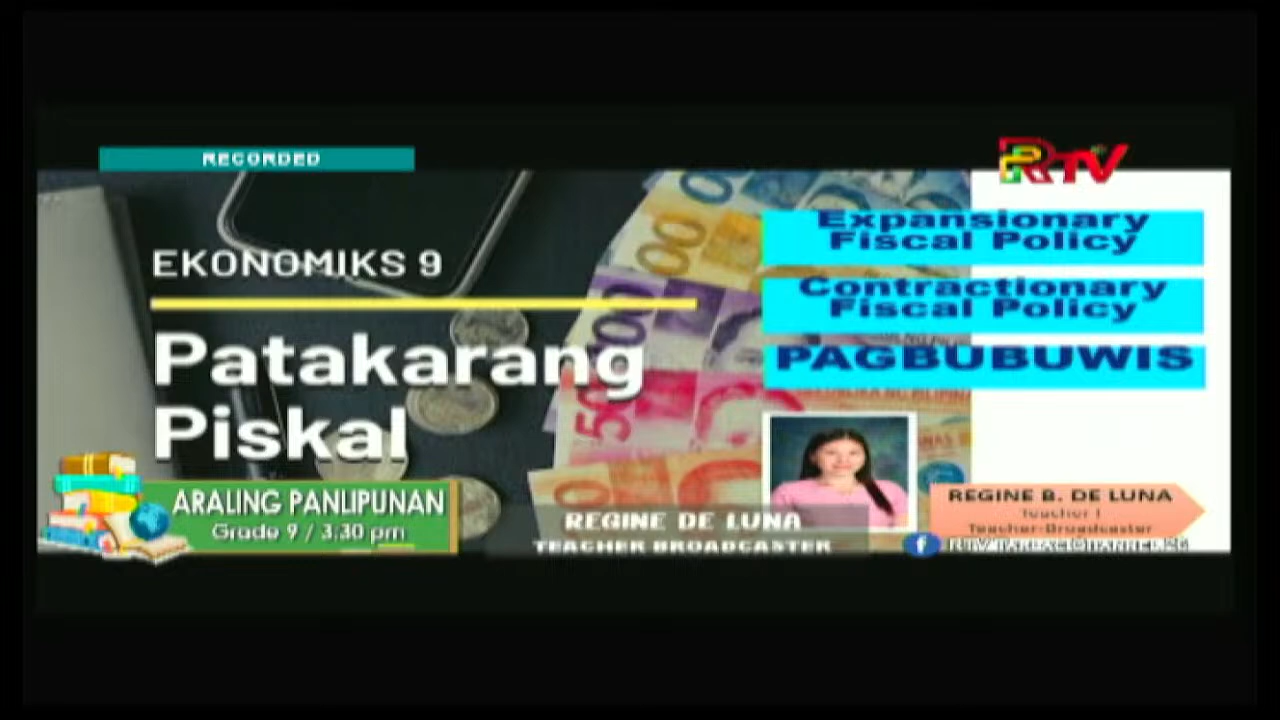 RECORDED
RTV
EKONOMIKS 9
Patakarang
Piskal
Expansionary
Fiscal Policy
Contractionary
Fiscal Policy
PAGBUBUWIS
ARALING PANLIPUNAN
Grade 9 / 3:30 pm
REGINE DE LUNA
TEACHER BROADCASTER
REGINE B. DE LUNA
Teacher I
Teacher-Broadcaster